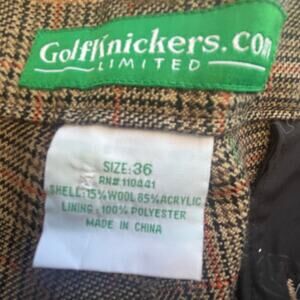 GolfKnickers.com
LIMITED
SIZE: 36
RN# 110441
SHELL: 15% WOOL 85% ACRYLIC
LINING: 100% POLYESTER
MADE IN CHINA